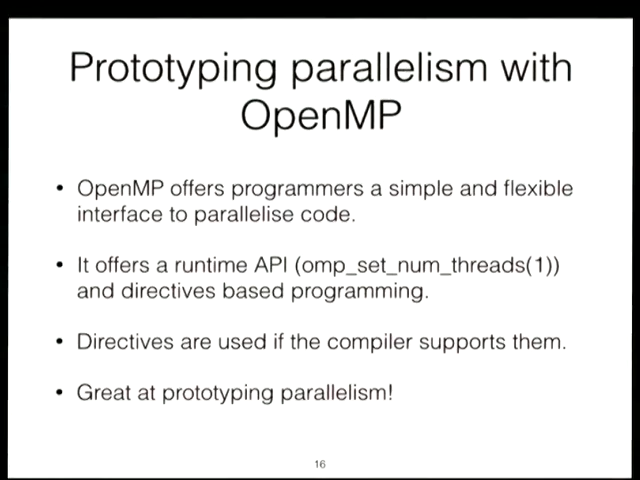 Prototyping parallelism with
OpenMP
• OpenMP offers programmers a simple and flexible
interface to parallelise code.
• It offers a runtime API (omp_set_num_threads(1))
and directives based programming.
• Directives are used if the compiler supports them.
• Great at prototyping parallelism!
16